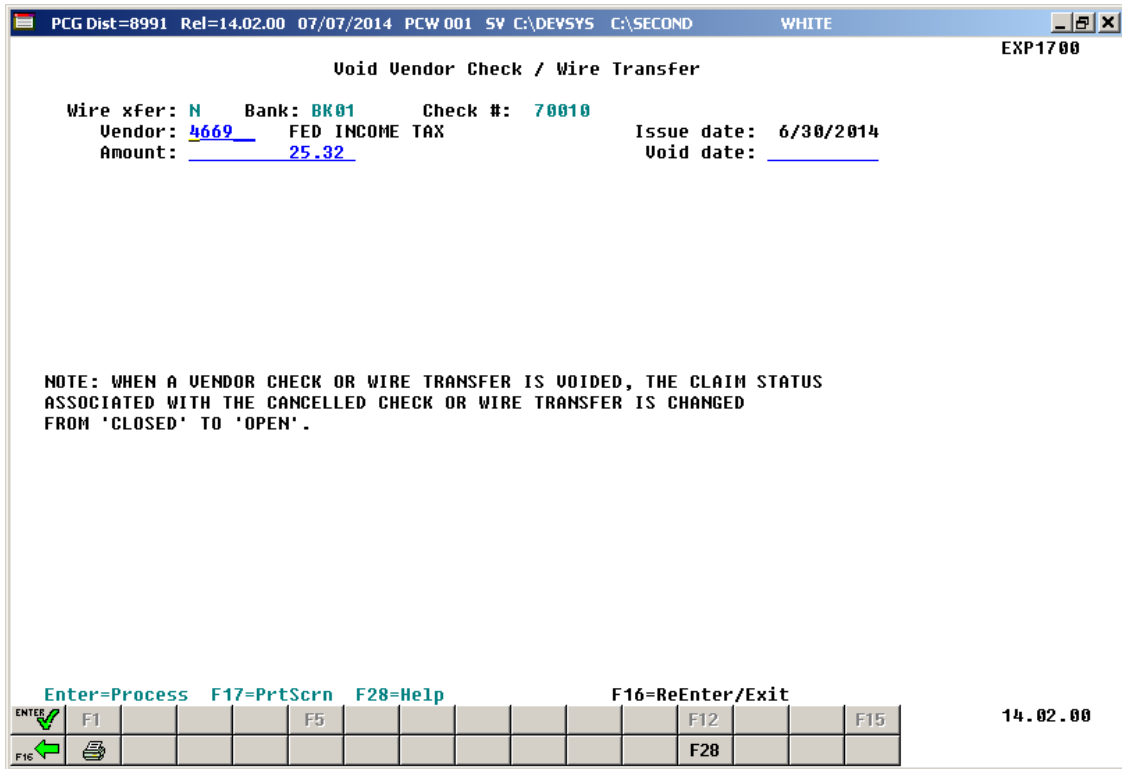 PCG Dist=8991 Rel=14.02.00 07/07/2014 PCW 001 SV C:\DEVSYS C:\SECOND WHITE
EXP1700
Void Vendor Check / Wire Transfer
Wire xfer: N Bank: BK01 Check #: 70010
Vendor: 4669__ FED INCOME TAX Issue date: 6/30/2014
Amount: _________25.32_ Void date: __________
NOTE: WHEN A VENDOR CHECK OR WIRE TRANSFER IS VOIDED, THE CLAIM STATUS
ASSOCIATED WITH THE CANCELLED CHECK OR WIRE TRANSFER IS CHANGED
FROM 'CLOSED' TO 'OPEN'.
Enter=Process F17=PrtScrn F28=Help F16=ReEnter/Exit
ENTER F1 F5 F12 F15 14.02.00
F16 F28